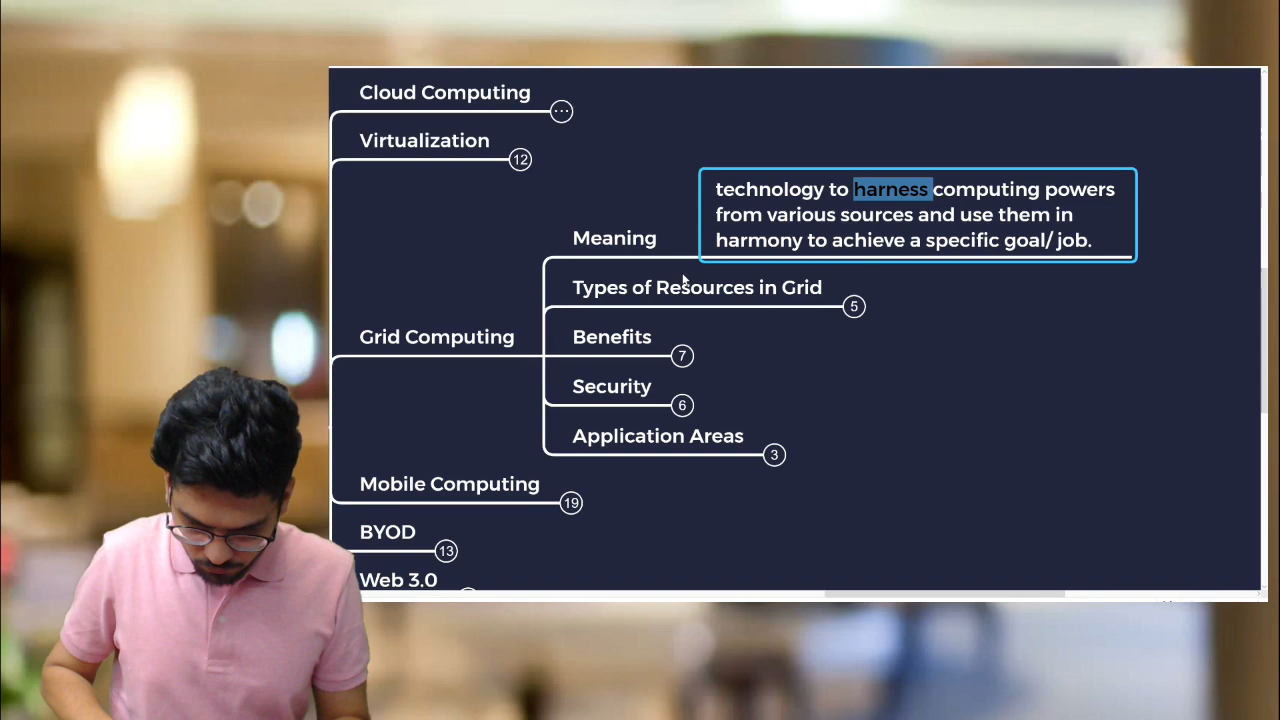 Cloud Computing
...
Virtualization
12
technology to harness computing powers
from various sources and use them in
harmony to achieve a specific goal/ job.
Meaning
Types of Resources in Grid
5
Grid Computing
Benefits
7
Security
6
Application Areas
3
Mobile Computing
19
BYOD
13
Web 3.0